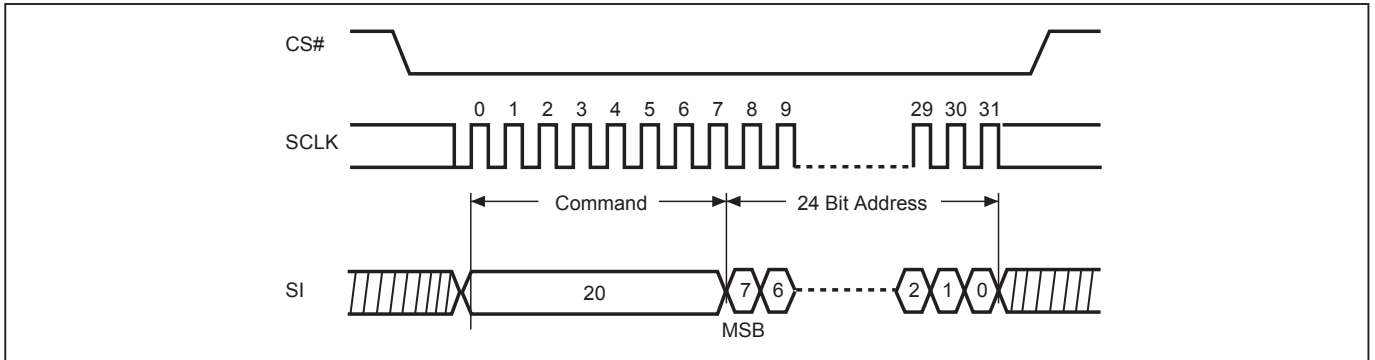 CS#
0 1 2 3 4 5 6 7 8 9 29 30 31
SCLK
Command 24 Bit Address
SI 20 7 6 2 1 0
MSB